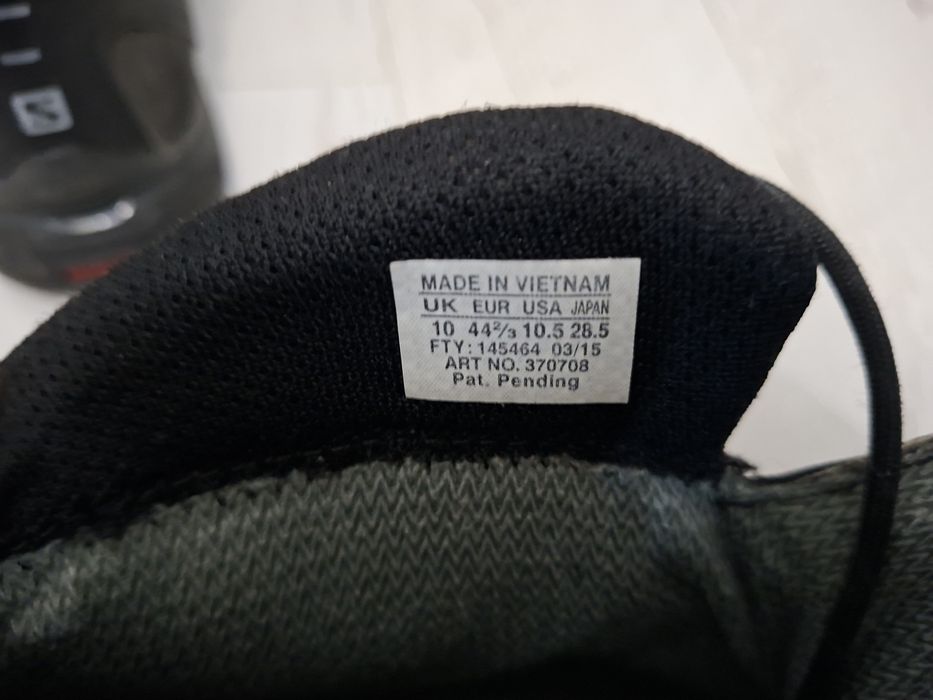 MADE IN VIETNAM
UK EUR USA JAPAN
10 44⅔ 10.5 28.5
FTY: 145464 03/15
ART NO. 370708
Pat. Pending